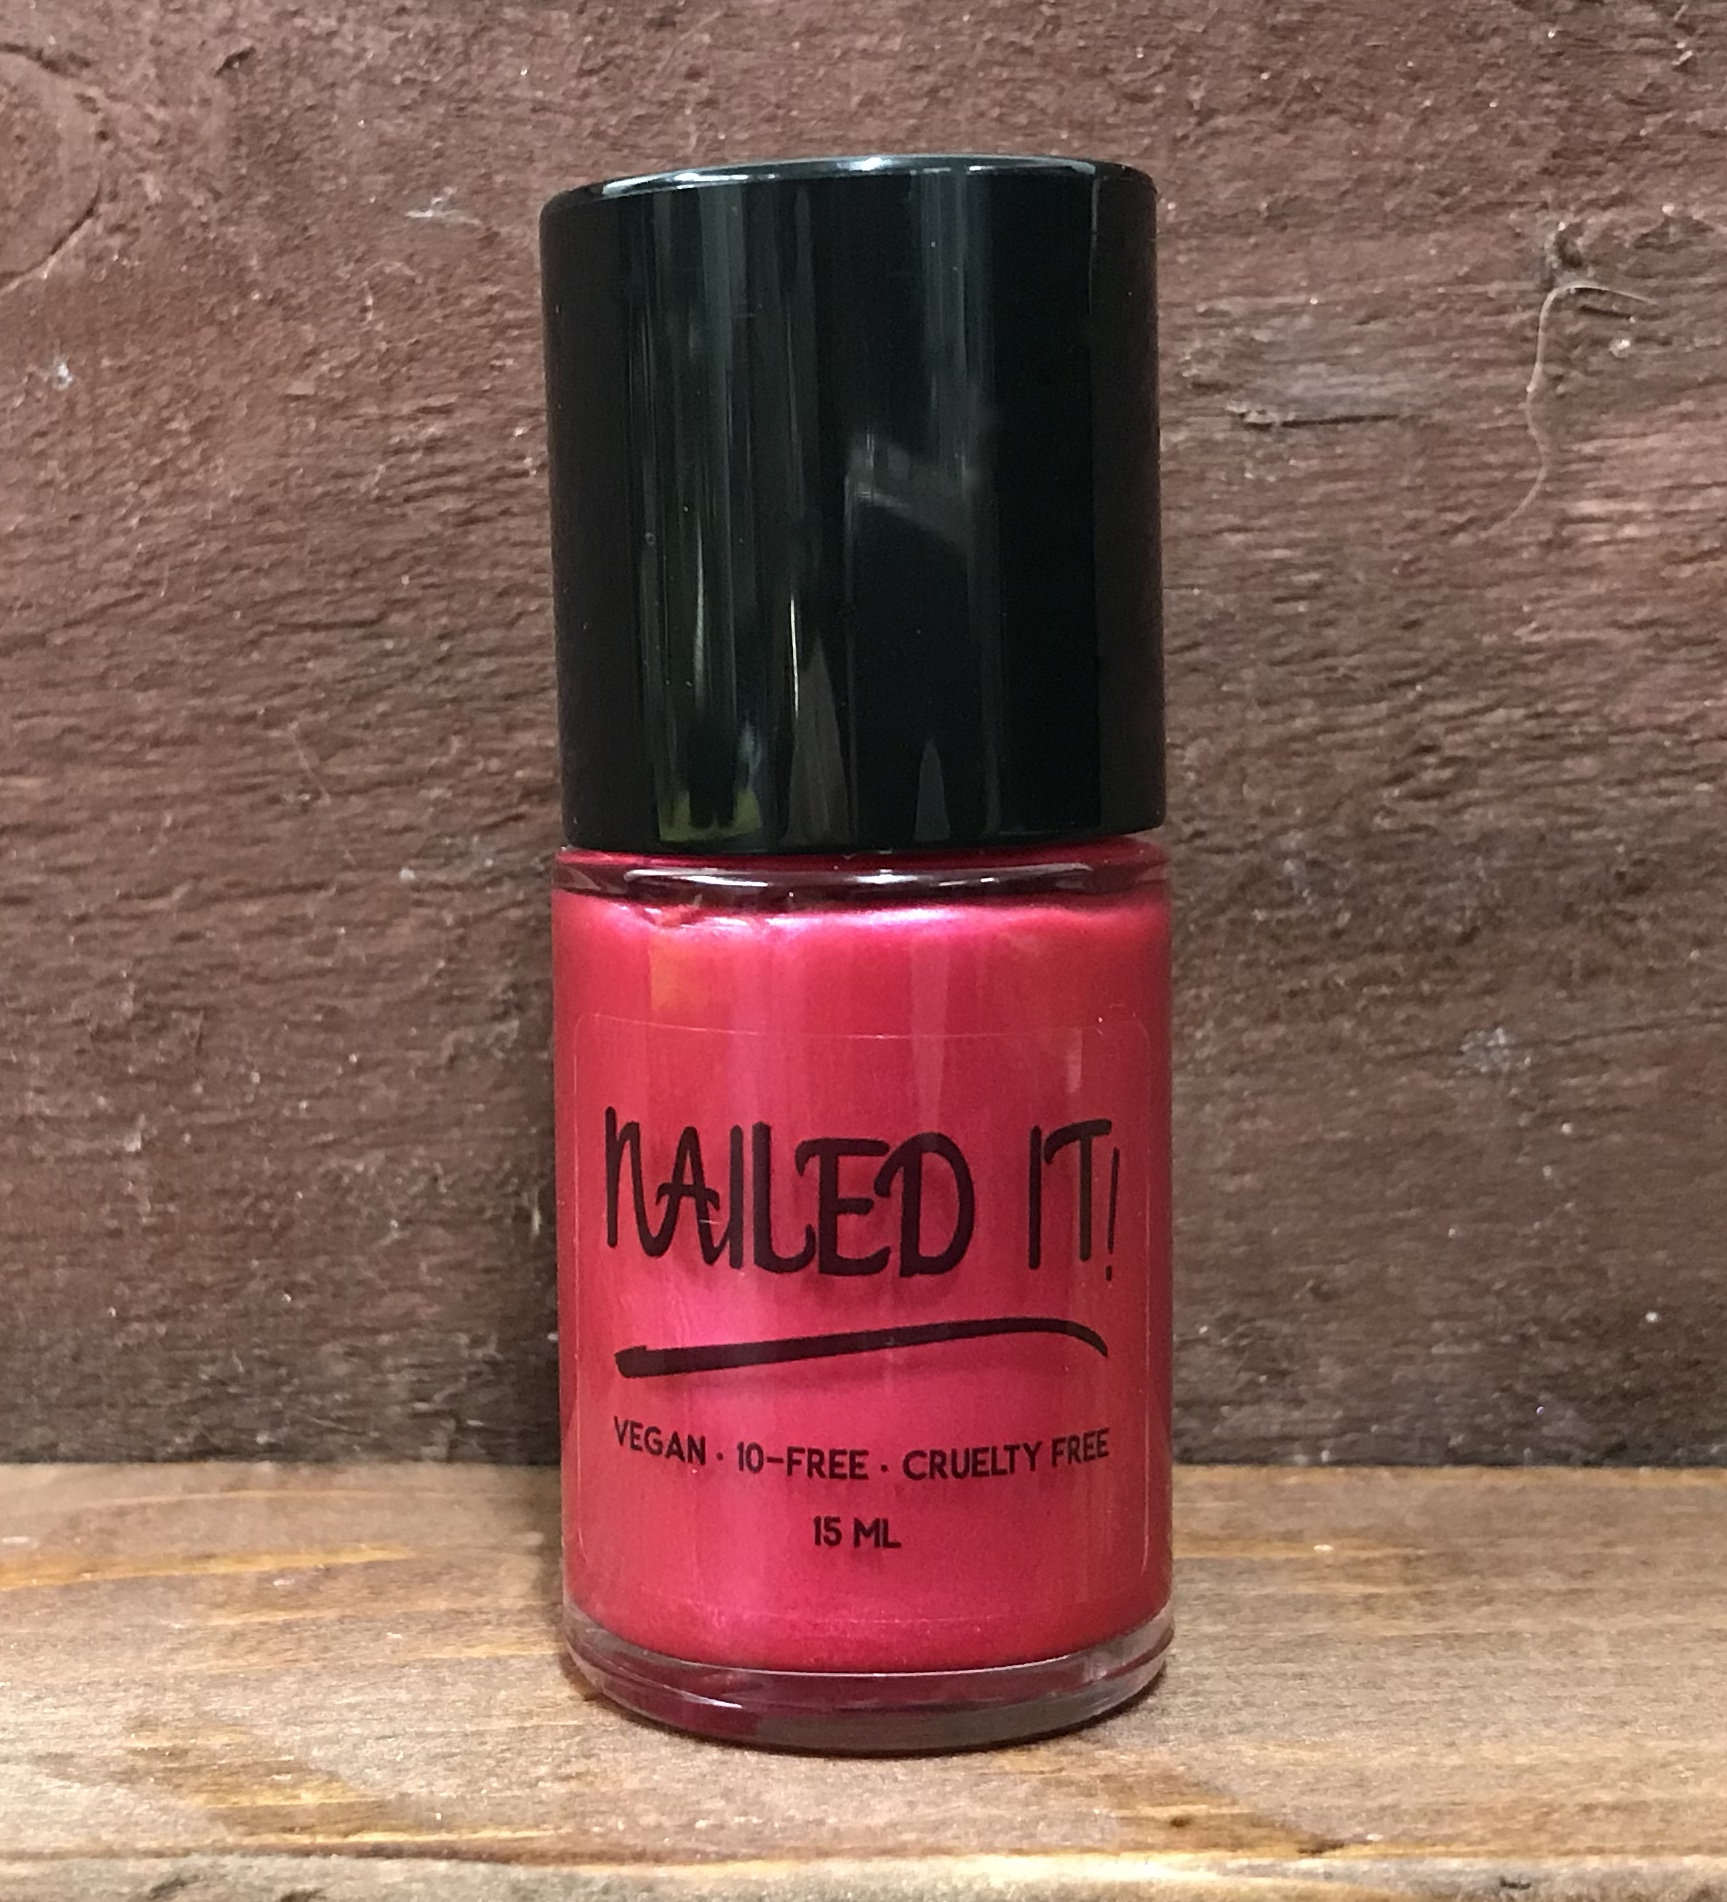 NAILED IT!
VEGAN · 10-FREE · CRUELTY FREE
15 ML